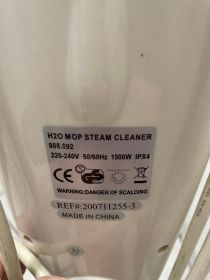 H2O MOP STEAM CLEANER
808.092
220-240V 50/60Hz 1500W IPX4
WARNING:DANGER OF SCALDING
REF#:200711255-3
MADE IN CHINA